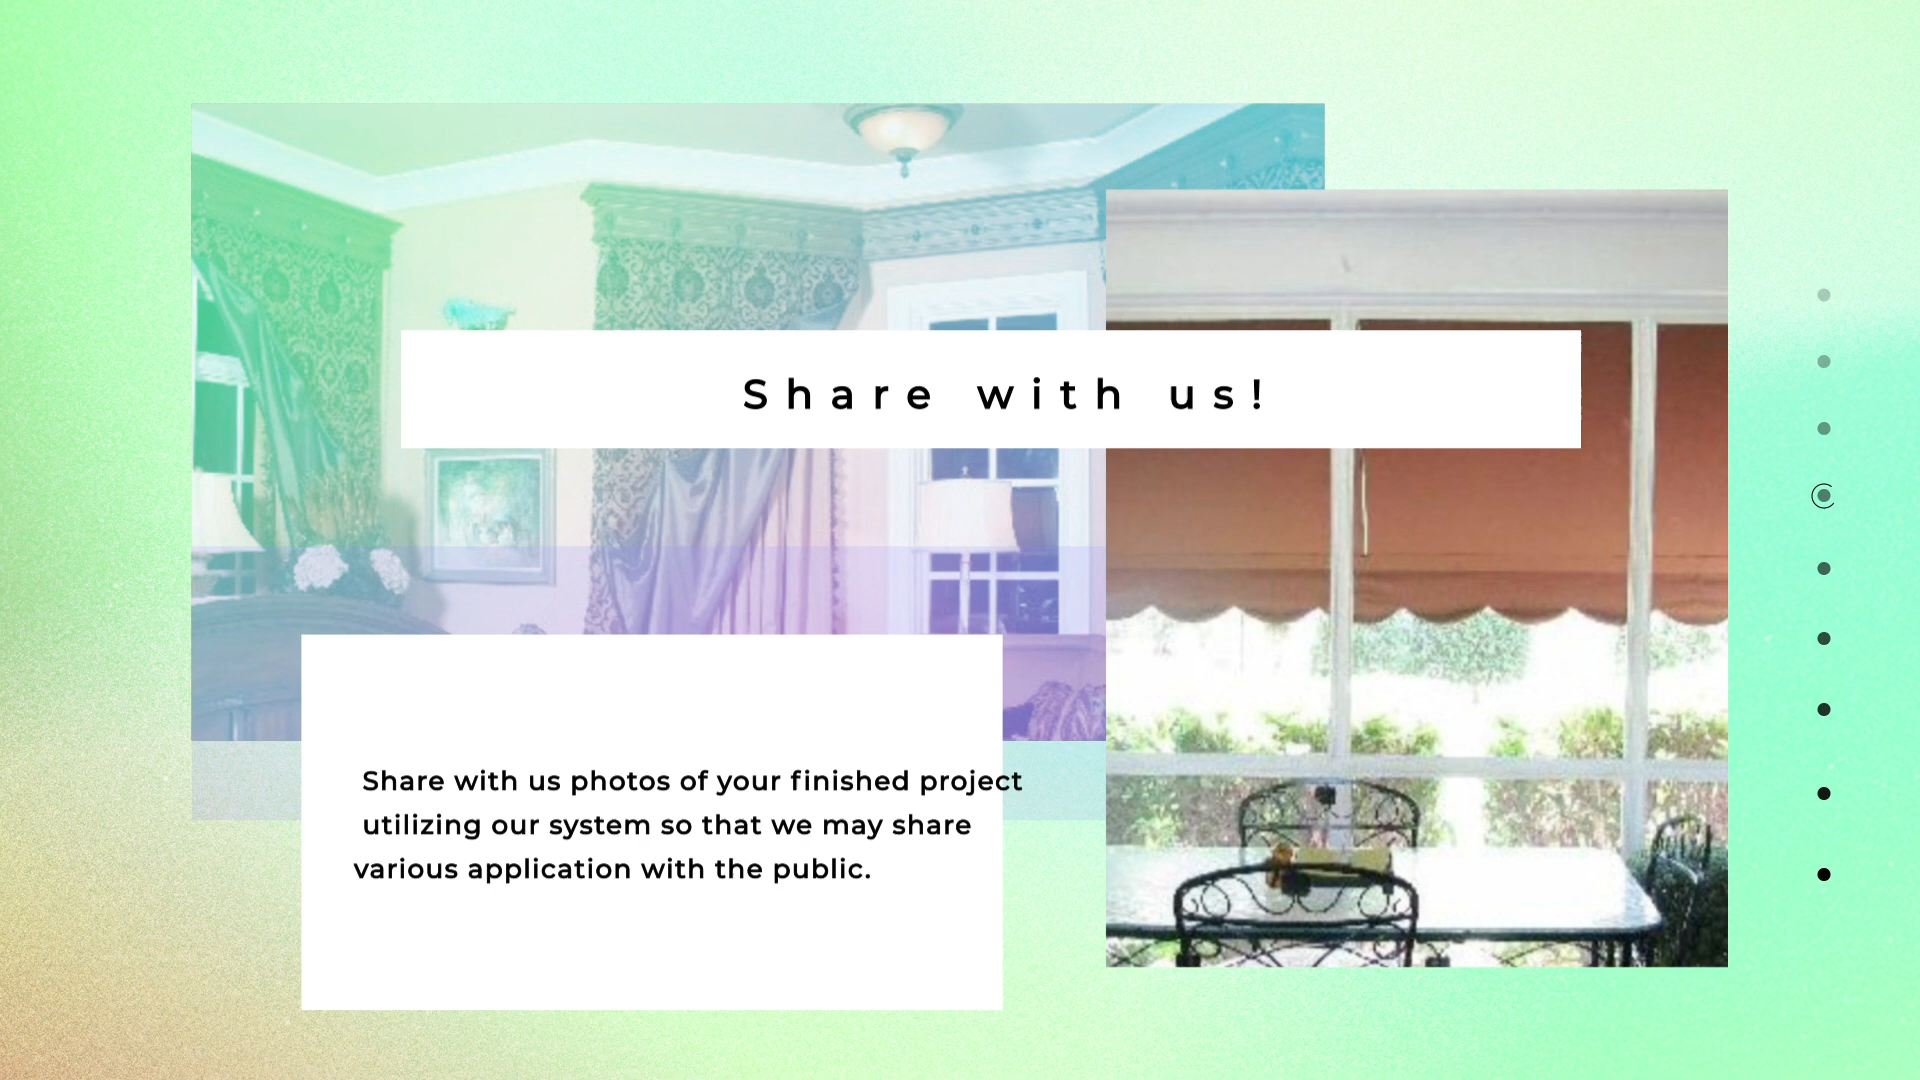 Share with us!
Share with us photos of your finished project
utilizing our system so that we may share
various application with the public.